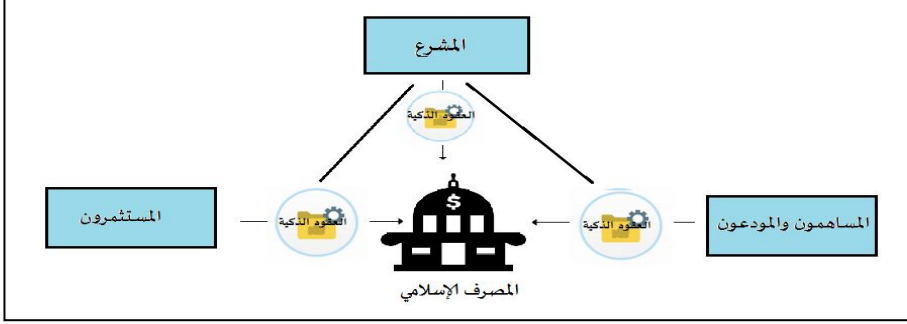 المشرع
العقود الذكية
المساهمون والمودعون
العقود الذكية
$
العقود الذكية
المستثمرون
المصرف الإسلامي